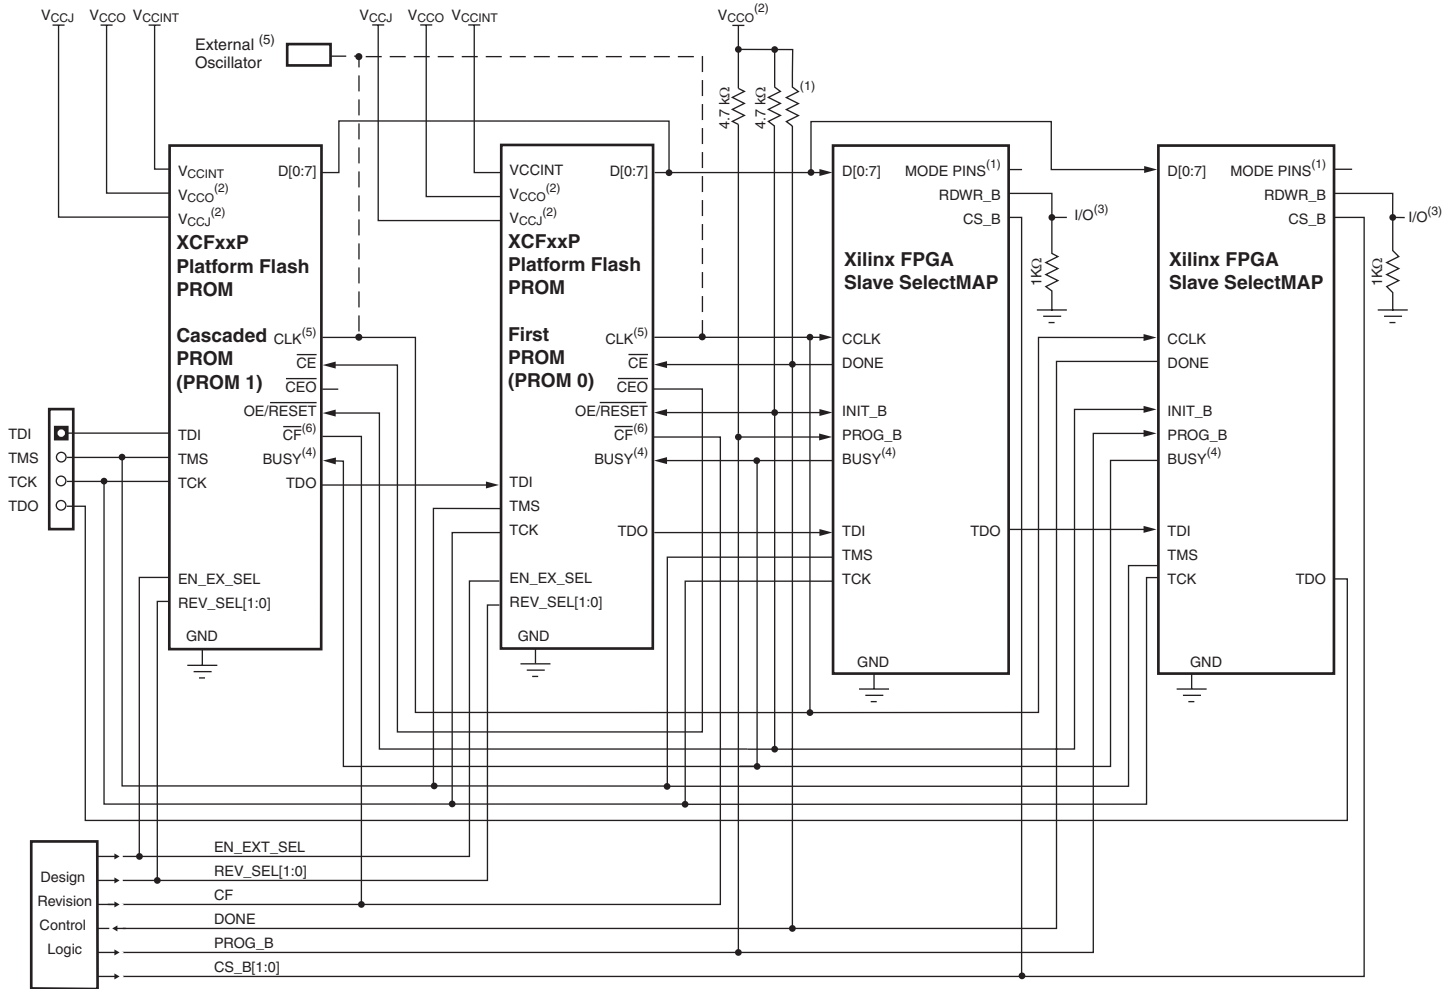 VCCJ VCCO VCCINT
VCCJ VCCO VCCINT
VCCO(2)
External (5)
Oscillator
4.7 kΩ
4.7 kΩ
(1)
VCCINT
VCCO(2)
VCCJ(2)
D[0:7]
XCFxxP
Platform Flash
PROM
Cascaded
PROM
(PROM 1)
CLK(5)
CE
CEO
OE/RESET
CF(6)
BUSY(4)
TDO
TDI
TMS
TCK
EN_EX_SEL
REV_SEL[1:0]
GND
TDI
TMS
TCK
TDO
VCCINT
VCCO(2)
VCCJ(2)
D[0:7]
XCFxxP
Platform Flash
PROM
First
PROM
(PROM 0)
CLK(5)
CE
CEO
OE/RESET
CF(6)
BUSY(4)
TDI
TMS
TCK
TDO
EN_EX_SEL
REV_SEL[1:0]
GND
D[0:7]
MODE PINS(1)
RDWR_B
CS_B
I/O(3)
1KΩ
Xilinx FPGA
Slave SelectMAP
CCLK
DONE
INIT_B
PROG_B
BUSY(4)
TDI
TMS
TCK
TDO
GND
D[0:7]
MODE PINS(1)
RDWR_B
CS_B
I/O(3)
1KΩ
Xilinx FPGA
Slave SelectMAP
CCLK
DONE
INIT_B
PROG_B
BUSY(4)
TDI
TMS
TCK
TDO
GND
Design
Revision
Control
Logic
EN_EXT_SEL
REV_SEL[1:0]
CF
DONE
PROG_B
CS_B[1:0]